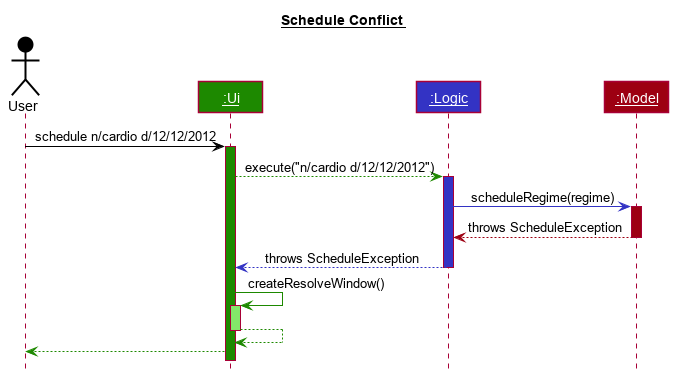 Schedule Conflict
User
:Ui
:Logic
:Model
schedule n/cardio d/12/12/2012
execute("n/cardio d/12/12/2012")
scheduleRegime(regime)
throws ScheduleException
throws ScheduleException
createResolveWindow()